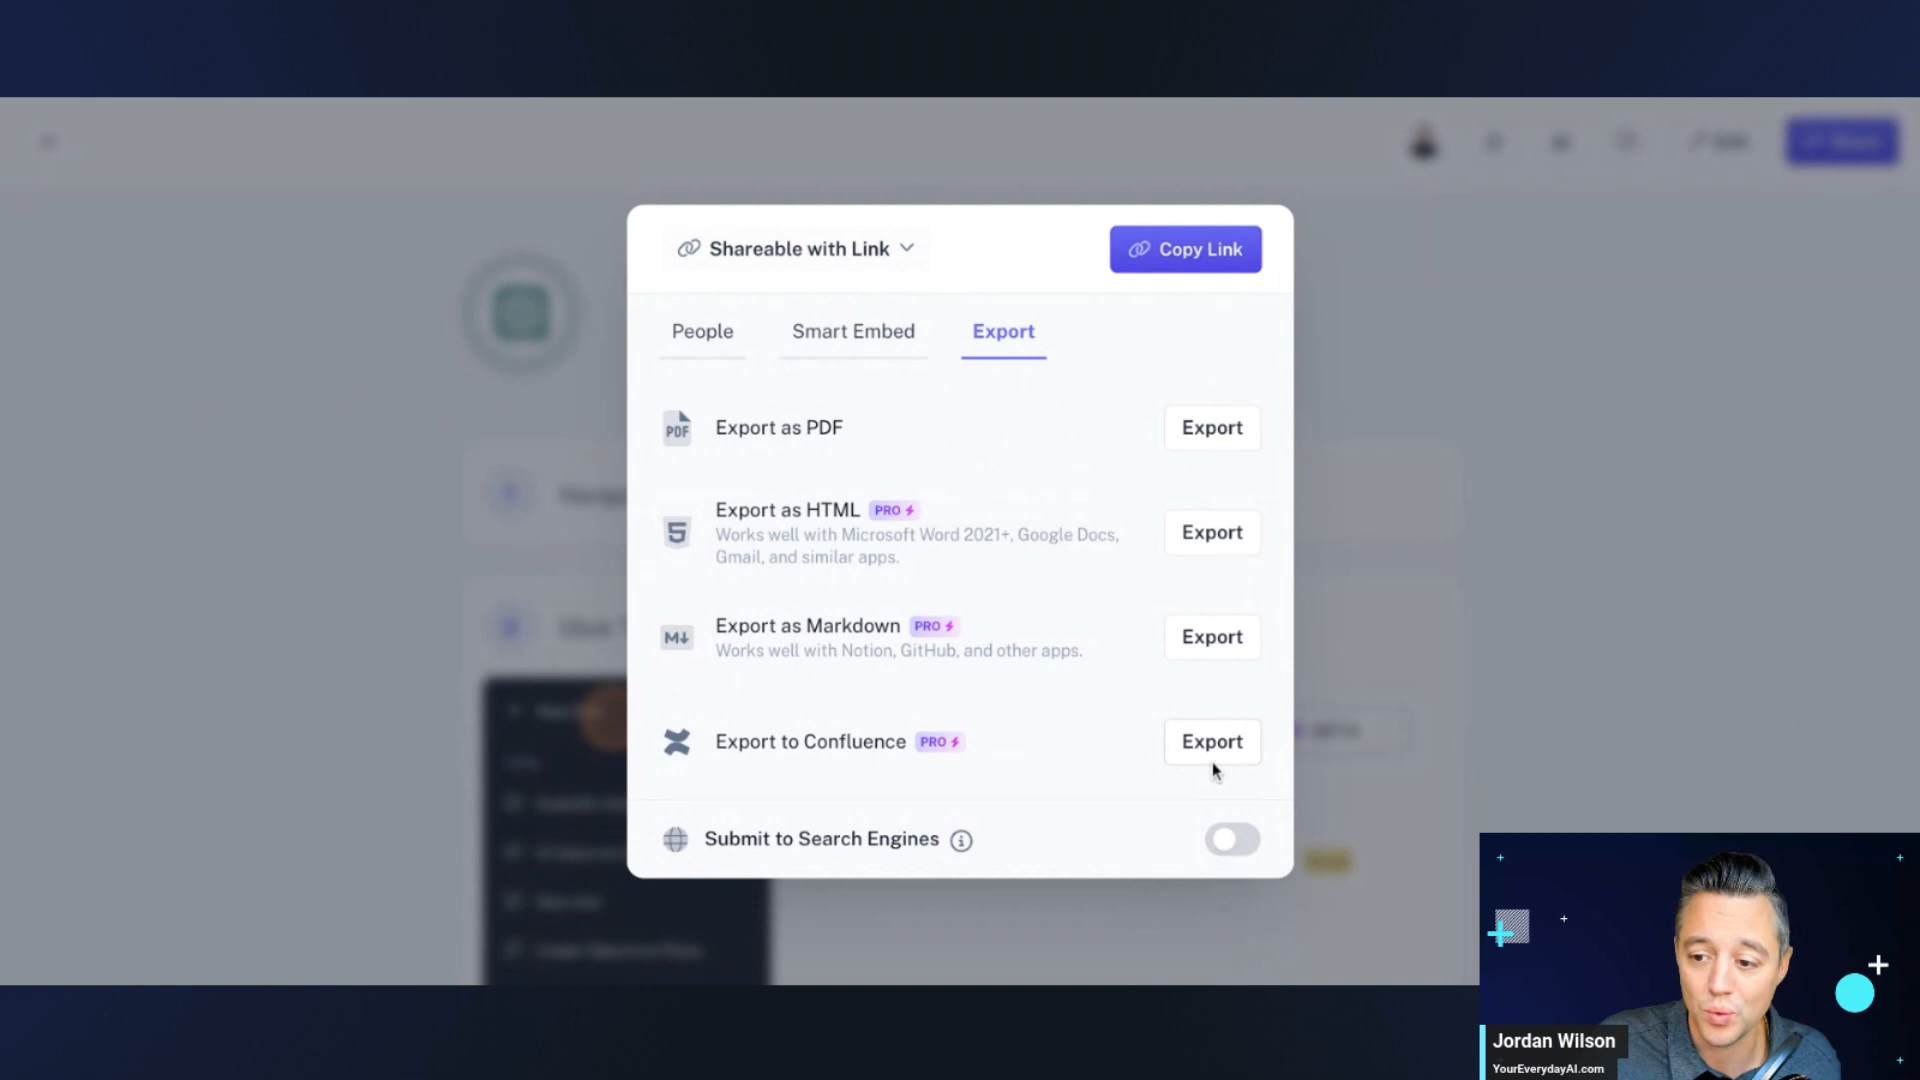 Shareable with Link
Copy Link
People
Smart Embed
Export
PDF
Export as PDF
Export
Export as HTML PRO
Works well with Microsoft Word 2021+, Google Docs,
Gmail, and similar apps.
Export
M
Export as Markdown PRO
Works well with Notion, GitHub, and other apps.
Export
Export to Confluence PRO
Export
Submit to Search Engines
Jordan Wilson
YourEverydayAI.com